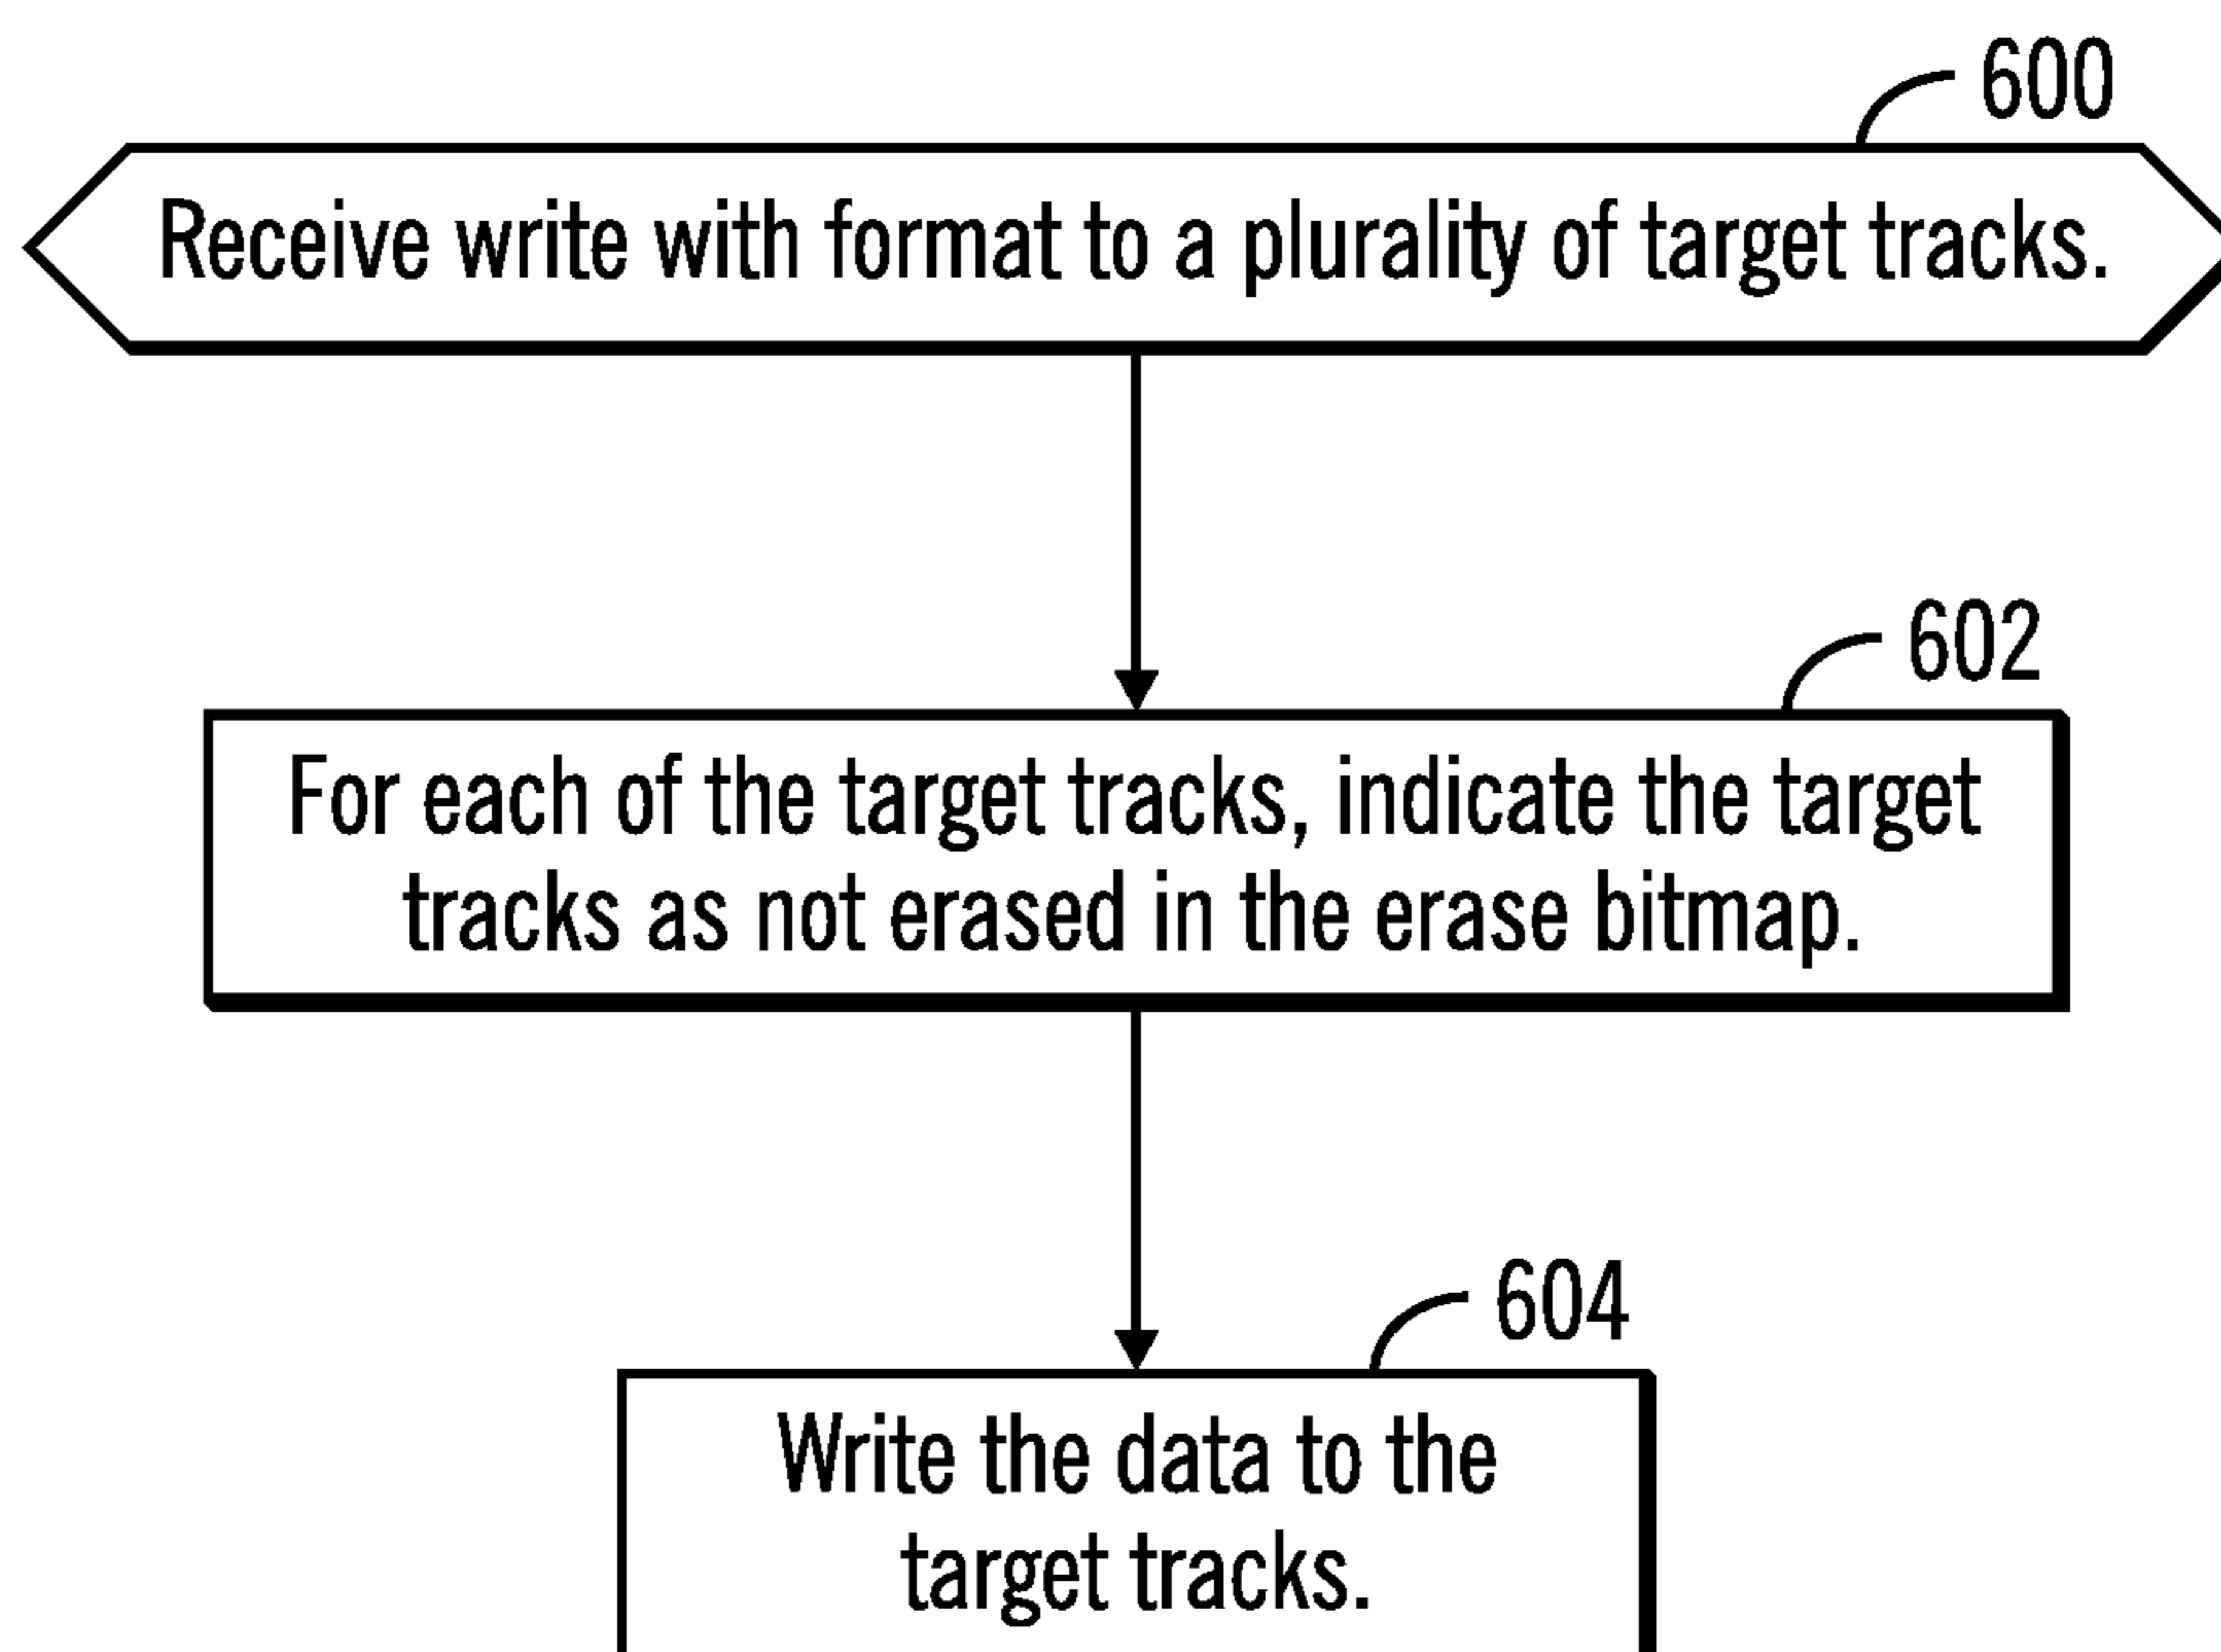 600
Receive write with format to a plurality of target tracks.
602
For each of the target tracks, indicate the target
tracks as not erased in the erase bitmap.
604
Write the data to the
target tracks.